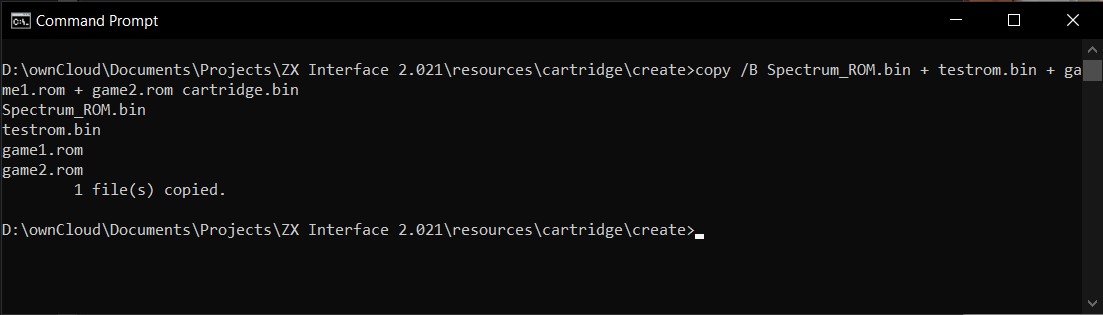 Command Prompt
D:\ownCloud\Documents\Projects\ZX Interface 2.021\resources\cartridge\create>copy /B Spectrum_ROM.bin + testrom.bin + ga
me1.rom + game2.rom cartridge.bin
Spectrum_ROM.bin
testrom.bin
game1.rom
game2.rom
        1 file(s) copied.
D:\ownCloud\Documents\Projects\ZX Interface 2.021\resources\cartridge\create>